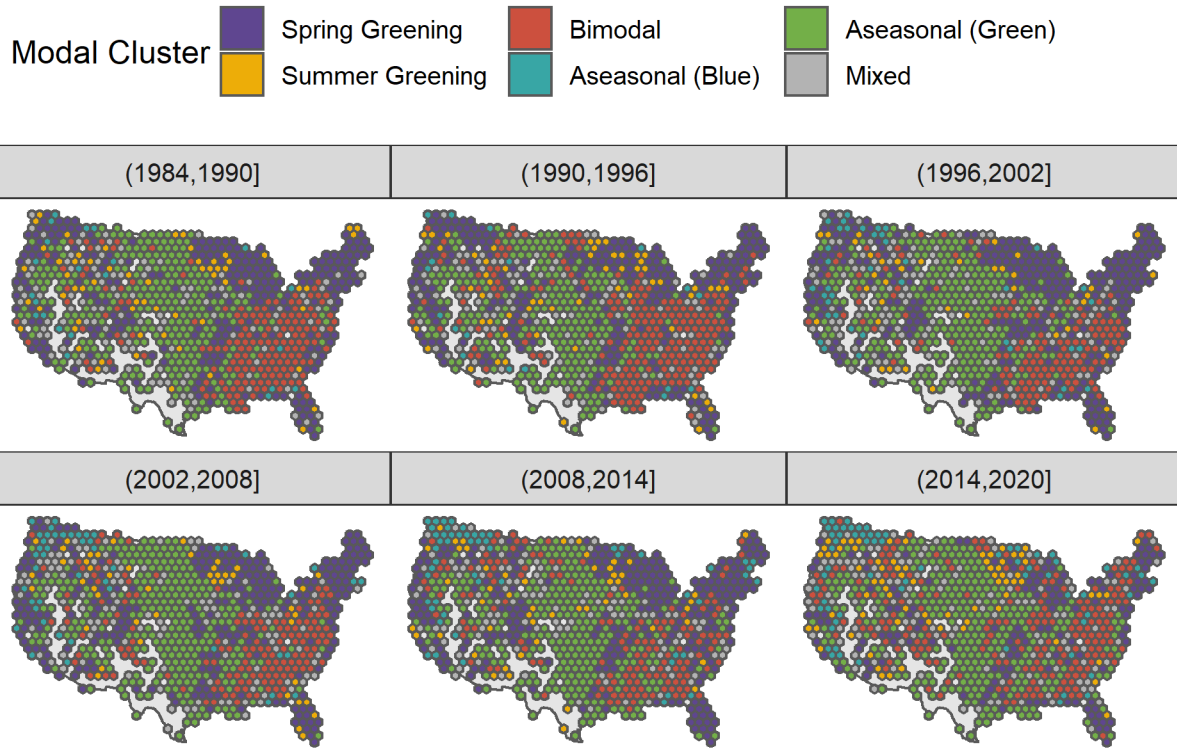 Modal Cluster
Spring Greening
Bimodal
Aseasonal (Green)
Summer Greening
Aseasonal (Blue)
Mixed
(1984,1990]
(1990,1996]
(1996,2002]
(2002,2008]
(2008,2014]
(2014,2020]